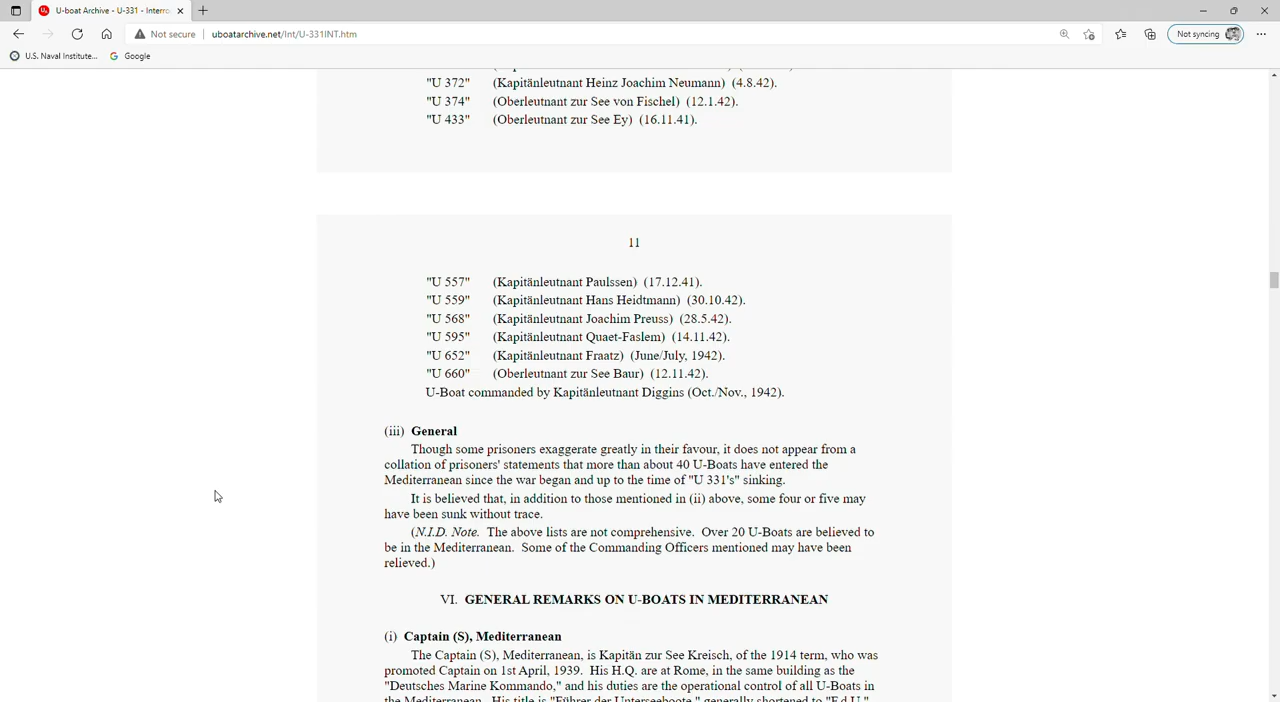 U-boat Archive - U-331 - Interro
Not secure
uboatarchive.net/Int/U-331INT.htm
Not syncing
U.S. Naval Institute...
Google
"U 372" (Kapitänleutnant Heinz Joachim Neumann) (4.8.42).
"U 374" (Oberleutnant zur See von Fischel) (12.1.42).
"U 433" (Oberleutnant zur See Ey) (16.11.41).
11
"U 557" (Kapitänleutnant Paulssen) (17.12.41).
"U 559" (Kapitänleutnant Hans Heidtmann) (30.10.42).
"U 568" (Kapitänleutnant Joachim Preuss) (28.5.42).
"U 595" (Kapitänleutnant Quaet-Faslem) (14.11.42).
"U 652" (Kapitänleutnant Fraatz) (June/July, 1942).
"U 660" (Oberleutnant zur See Baur) (12.11.42).
U-Boat commanded by Kapitänleutnant Diggins (Oct./Nov., 1942).
(iii) General
Though some prisoners exaggerate greatly in their favour, it does not appear from a
collation of prisoners' statements that more than about 40 U-Boats have entered the
Mediterranean since the war began and up to the time of "U 331's" sinking.
It is believed that, in addition to those mentioned in (ii) above, some four or five may
have been sunk without trace.
(N.I.D. Note. The above lists are not comprehensive. Over 20 U-Boats are believed to
be in the Mediterranean. Some of the Commanding Officers mentioned may have been
relieved.)
VI. GENERAL REMARKS ON U-BOATS IN MEDITERRANEAN
(i) Captain (S), Mediterranean
The Captain (S), Mediterranean, is Kapitän zur See Kreisch, of the 1914 term, who was
promoted Captain on 1st April, 1939. His H.Q. are at Rome, in the same building as the
"Deutsches Marine Kommando," and his duties are the operational control of all U-Boats in
the Mediterranean. His title is "Führer der Unterseeboote," generally shortened to "F.d.U."